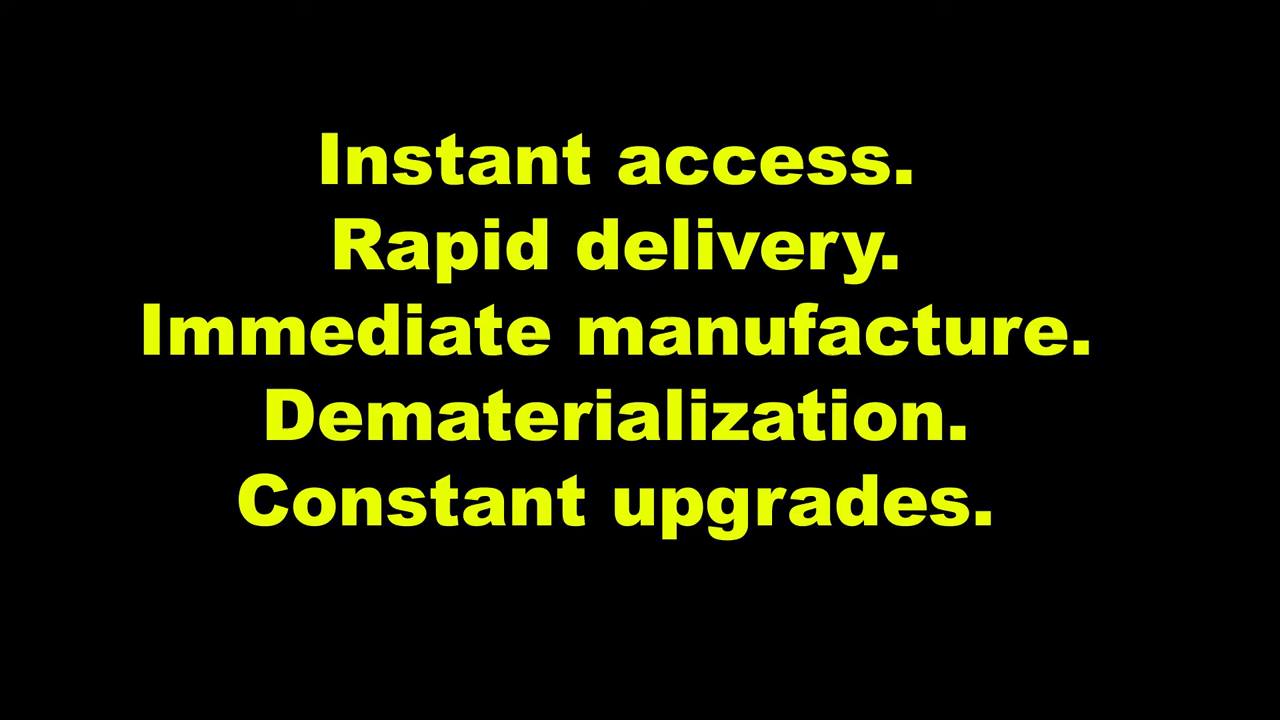 Instant access.
Rapid delivery.
Immediate manufacture.
Dematerialization.
Constant upgrades.